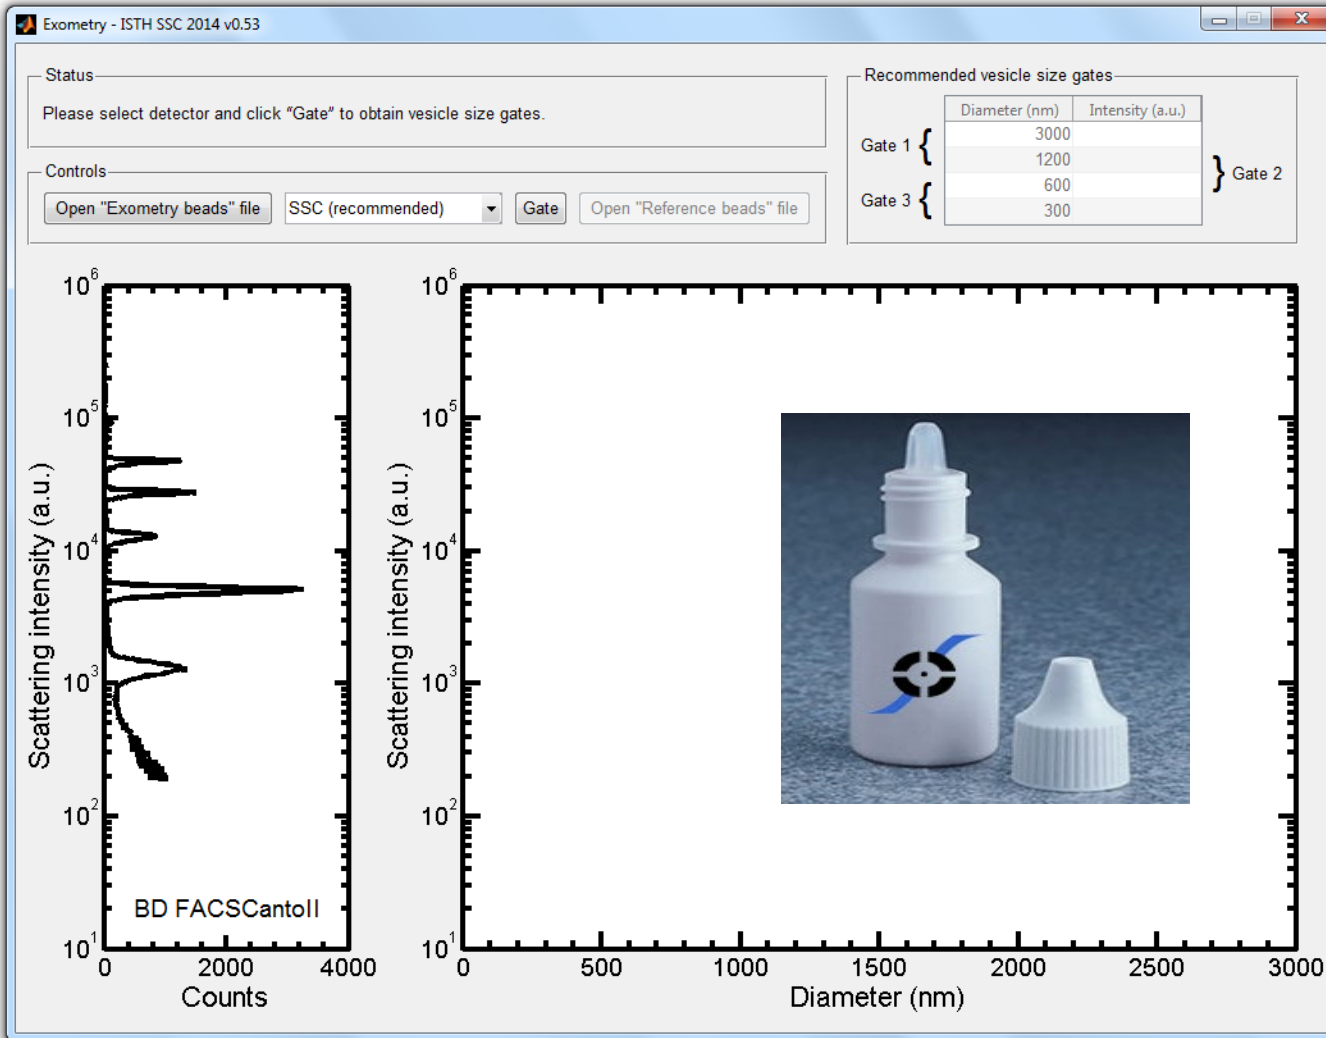 Exometry - ISTH SSC 2014 v0.53
Status
Please select detector and click "Gate" to obtain vesicle size gates.
Controls
Open "Exometry beads" file
SSC (recommended)
Gate
Open "Reference beads" file
Recommended vesicle size gates
Diameter (nm) Intensity (a.u.)
3000
1200
600
300
Gate 1 {
Gate 3 {
} Gate 2
10^6
10^5
10^4
10^3
10^2
10^1
Scattering intensity (a.u.)
BD FACSCantoII
0 2000 4000
Counts
10^6
10^5
10^4
10^3
10^2
10^1
Scattering intensity (a.u.)
0 500 1000 1500 2000 2500 3000
Diameter (nm)